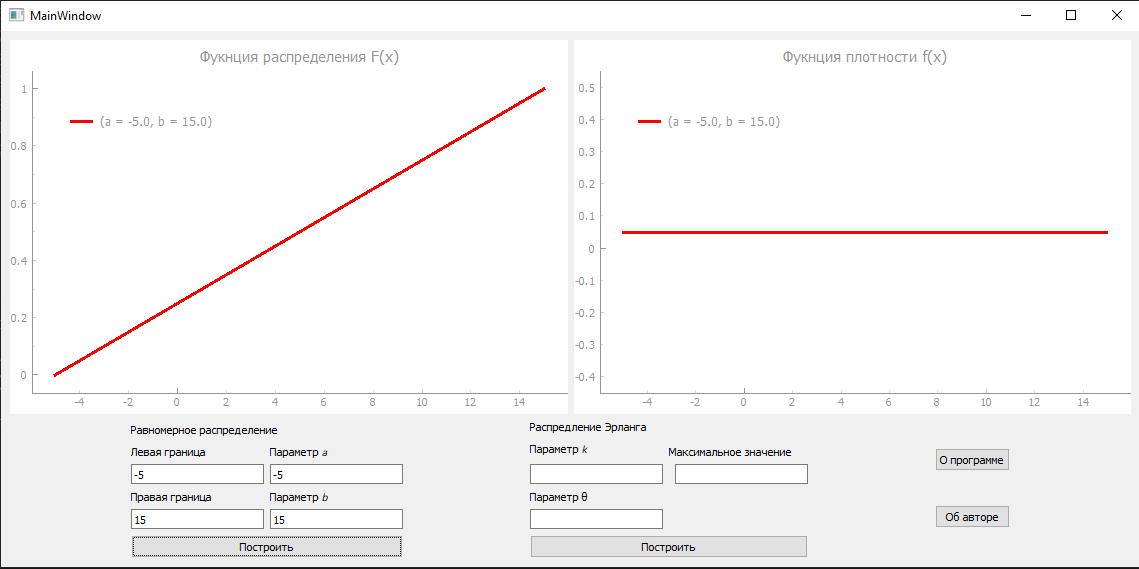 MainWindow
Фукнция распределения F(x)
1
0.8
0.6
0.4
0.2
0
-4 -2 0 2 4 6 8 10 12 14
(a = -5.0, b = 15.0)
Фукнция плотности f(x)
0.5
0.4
0.3
0.2
0.1
0
-0.1
-0.2
-0.3
-0.4
-4 -2 0 2 4 6 8 10 12 14
(a = -5.0, b = 15.0)
Равномерное распределение
Левая граница Параметр a
-5 -5
Правая граница Параметр b
15 15
Построить
Распредление Эрланга
Параметр k Максимальное значение
Параметр θ
Построить
О программе
Об авторе